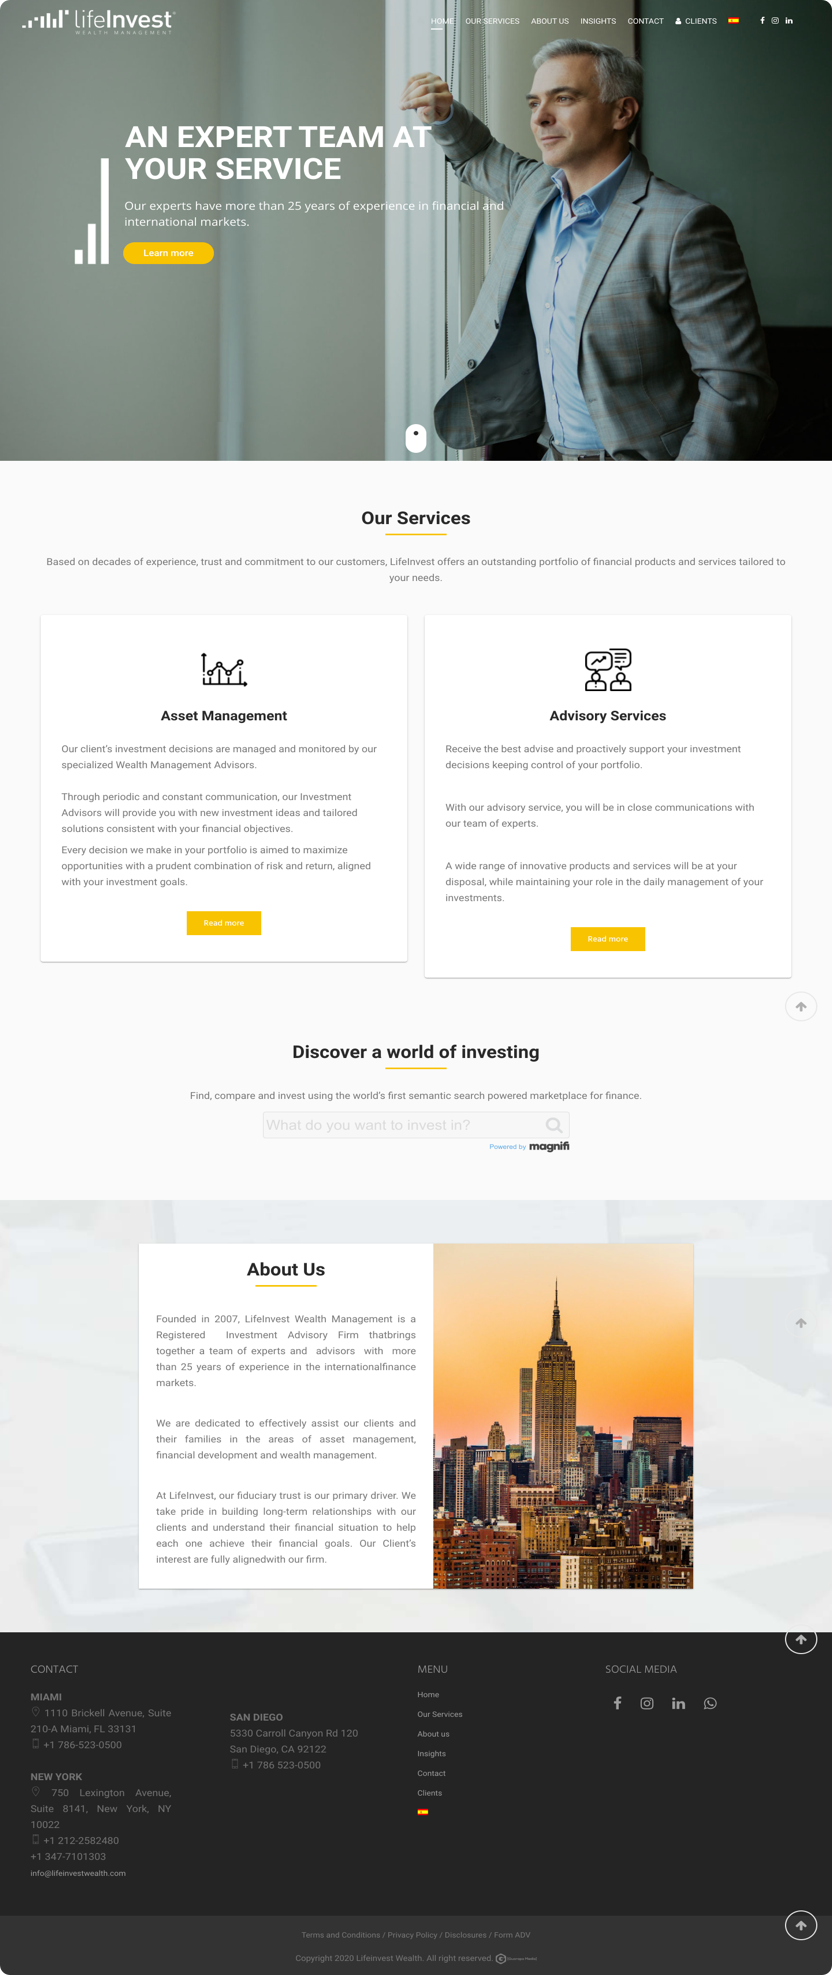 lifeInvest
WEALTH MANAGEMENT
HOME OUR SERVICES ABOUT US INSIGHTS CONTACT CLIENTS
AN EXPERT TEAM AT
YOUR SERVICE
Our experts have more than 25 years of experience in financial and
international markets.
Learn more
Our Services
Based on decades of experience, trust and commitment to our customers, LifeInvest offers an outstanding portfolio of financial products and services tailored to
your needs.
Asset Management
Our client's investment decisions are managed and monitored by our
specialized Wealth Management Advisors.
Through periodic and constant communication, our Investment
Advisors will provide you with new investment ideas and tailored
solutions consistent with your financial objectives.
Every decision we make in your portfolio is aimed to maximize
opportunities with a prudent combination of risk and return, aligned
with your investment goals.
Read more
Advisory Services
Receive the best advise and proactively support your investment
decisions keeping control of your portfolio.
With our advisory service, you will be in close communications with
our team of experts.
A wide range of innovative products and services will be at your
disposal, while maintaining your role in the daily management of your
investments.
Read more
Discover a world of investing
Find, compare and invest using the world's first semantic search powered marketplace for finance.
What do you want to invest in?
Powered by magnifi
About Us
Founded in 2007, LifeInvest Wealth Management is a
Registered Investment Advisory Firm thatbrings
together a team of experts and advisors with more
than 25 years of experience in the internationalfinance
markets.
We are dedicated to effectively assist our clients and
their families in the areas of asset management,
financial development and wealth management.
At LifeInvest, our fiduciary trust is our primary driver. We
take pride in building long-term relationships with our
clients and understand their financial situation to help
each one achieve their financial goals. Our Client's
interest are fully alignedwith our firm.
CONTACT
MIAMI
1110 Brickell Avenue, Suite
210-A Miami, FL 33131
+1 786-523-0500
NEW YORK
750 Lexington Avenue,
Suite 8141, New York, NY
10022
+1 212-2582480
+1 347-7101303
info@lifeinvestwealth.com
SAN DIEGO
5330 Carroll Canyon Rd 120
San Diego, CA 92122
+1 786 523-0500
MENU
Home
Our Services
About us
Insights
Contact
Clients
SOCIAL MEDIA
Terms and Conditions / Privacy Policy / Disclosures / Form ADV
Copyright 2020 Lifeinvest Wealth. All right reserved.